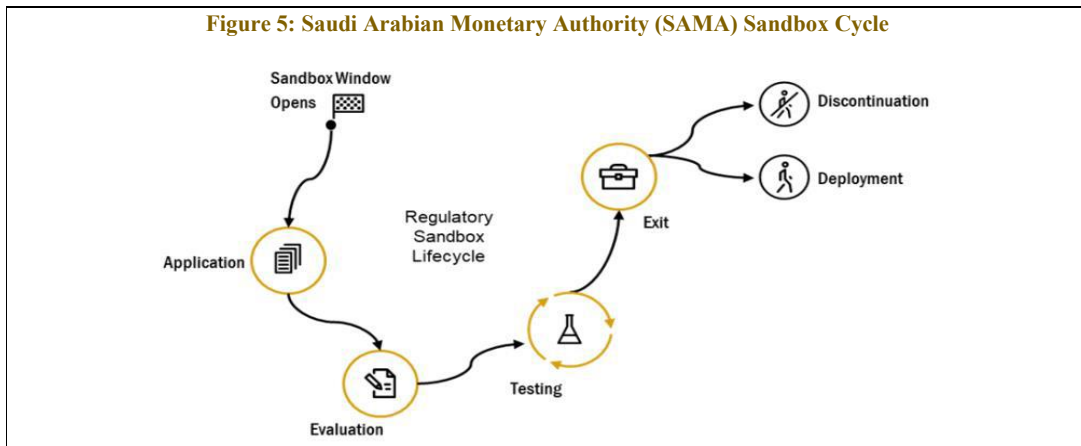 Figure 5: Saudi Arabian Monetary Authority (SAMA) Sandbox Cycle
Sandbox Window
Opens
Discontinuation
Deployment
Exit
Regulatory
Sandbox
Lifecycle
Application
Testing
Evaluation